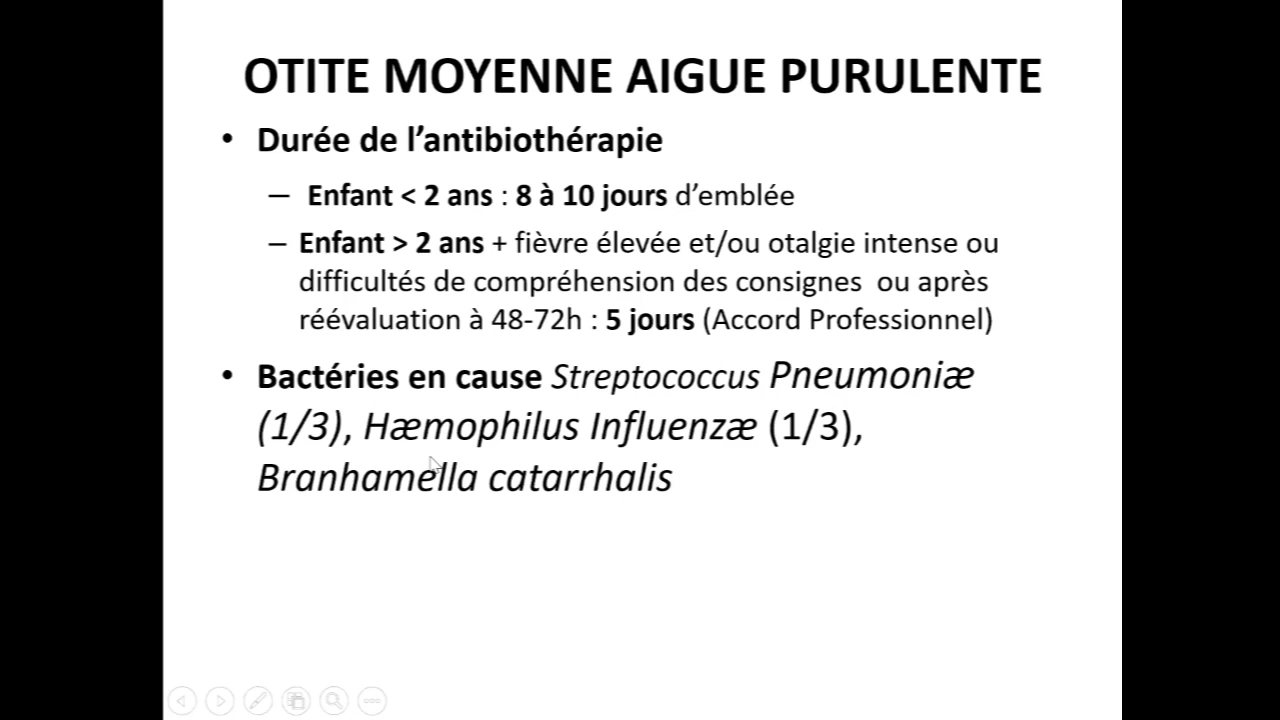 OTITE MOYENNE AIGUE PURULENTE
• Durée de l’antibiothérapie
– Enfant < 2 ans : 8 à 10 jours d’emblée
– Enfant > 2 ans + fièvre élevée et/ou otalgie intense ou
difficultés de compréhension des consignes ou après
réévaluation à 48-72h : 5 jours (Accord Professionnel)
• Bactéries en cause Streptococcus Pneumoniæ
(1/3), Hæmophilus Influenzæ (1/3),
Branhamella catarrhalis